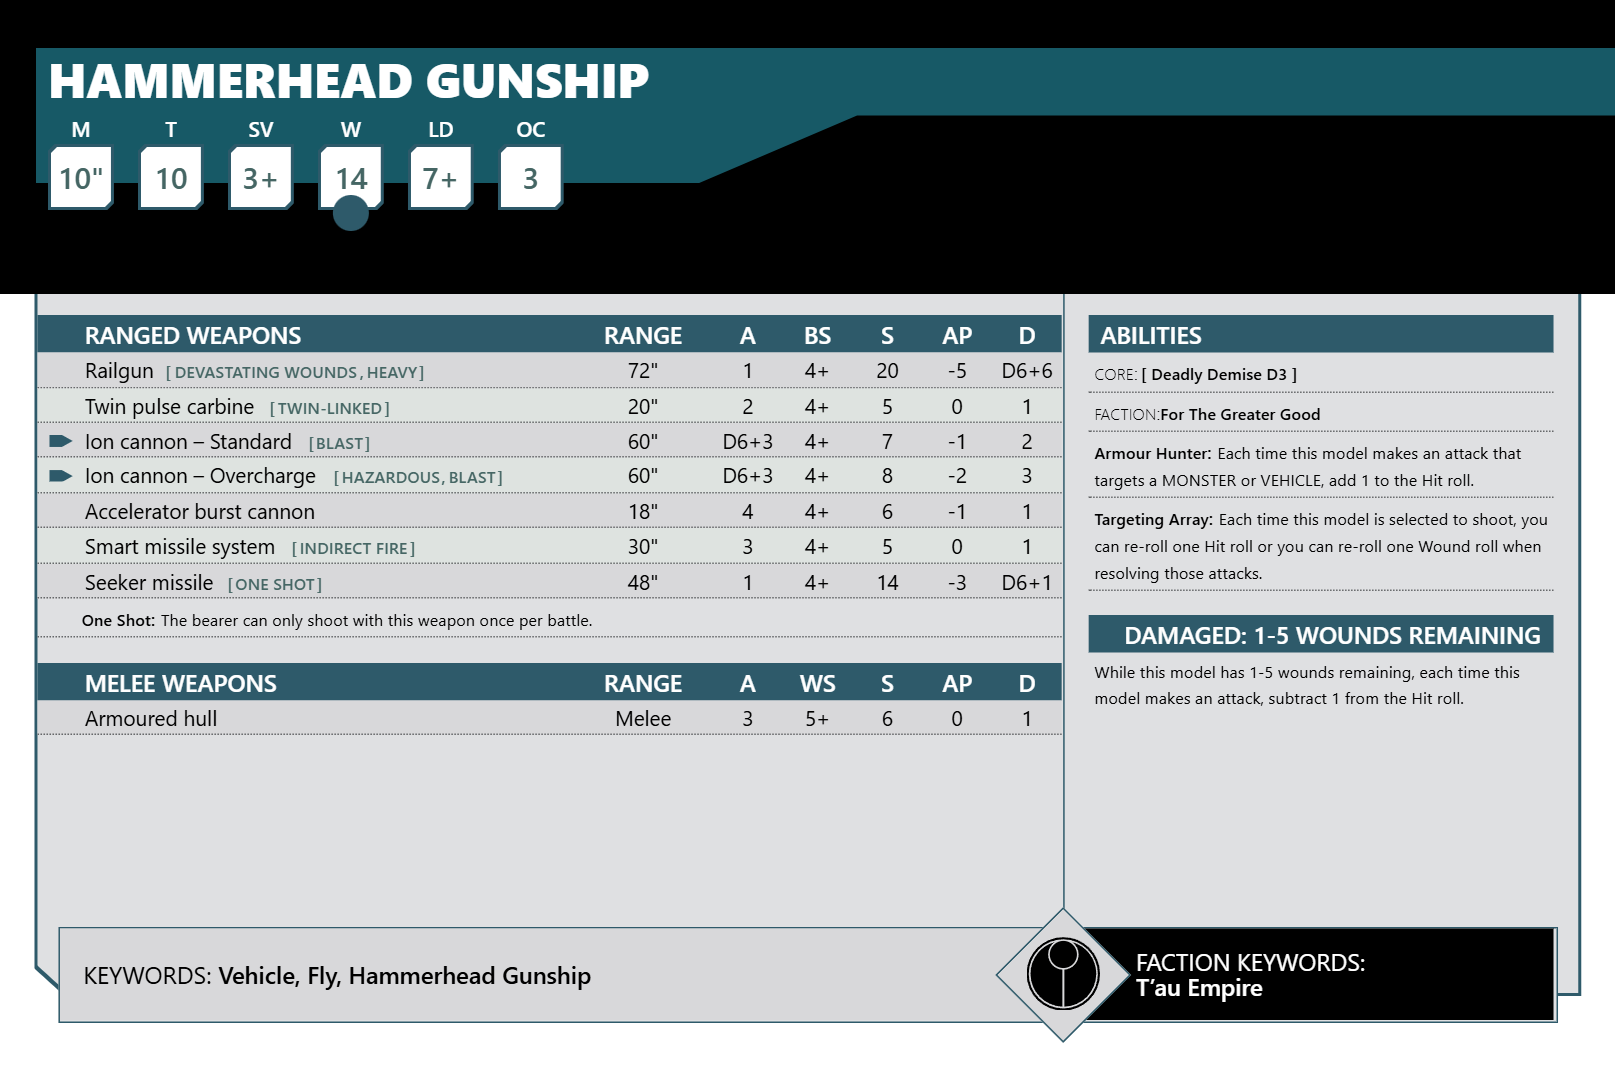 HAMMERHEAD GUNSHIP
M T SV W LD OC
10" 10 3+ 14 7+ 3
RANGED WEAPONS RANGE A BS S AP D
Railgun [DEVASTATING WOUNDS, HEAVY] 72" 1 4+ 20 -5 D6+6
Twin pulse carbine [TWIN-LINKED] 20" 2 4+ 5 0 1
Ion cannon – Standard [BLAST] 60" D6+3 4+ 7 -1 2
Ion cannon – Overcharge [HAZARDOUS, BLAST] 60" D6+3 4+ 8 -2 3
Accelerator burst cannon 18" 4 4+ 6 -1 1
Smart missile system [INDIRECT FIRE] 30" 3 4+ 5 0 1
Seeker missile [ONE SHOT] 48" 1 4+ 14 -3 D6+1
One Shot: The bearer can only shoot with this weapon once per battle.
MELEE WEAPONS RANGE A WS S AP D
Armoured hull Melee 3 5+ 6 0 1
ABILITIES
CORE: [ Deadly Demise D3 ]
FACTION:For The Greater Good
Armour Hunter: Each time this model makes an attack that
targets a MONSTER or VEHICLE, add 1 to the Hit roll.
Targeting Array: Each time this model is selected to shoot, you
can re-roll one Hit roll or you can re-roll one Wound roll when
resolving those attacks.
DAMAGED: 1-5 WOUNDS REMAINING
While this model has 1-5 wounds remaining, each time this
model makes an attack, subtract 1 from the Hit roll.
KEYWORDS: Vehicle, Fly, Hammerhead Gunship
FACTION KEYWORDS:
T’au Empire